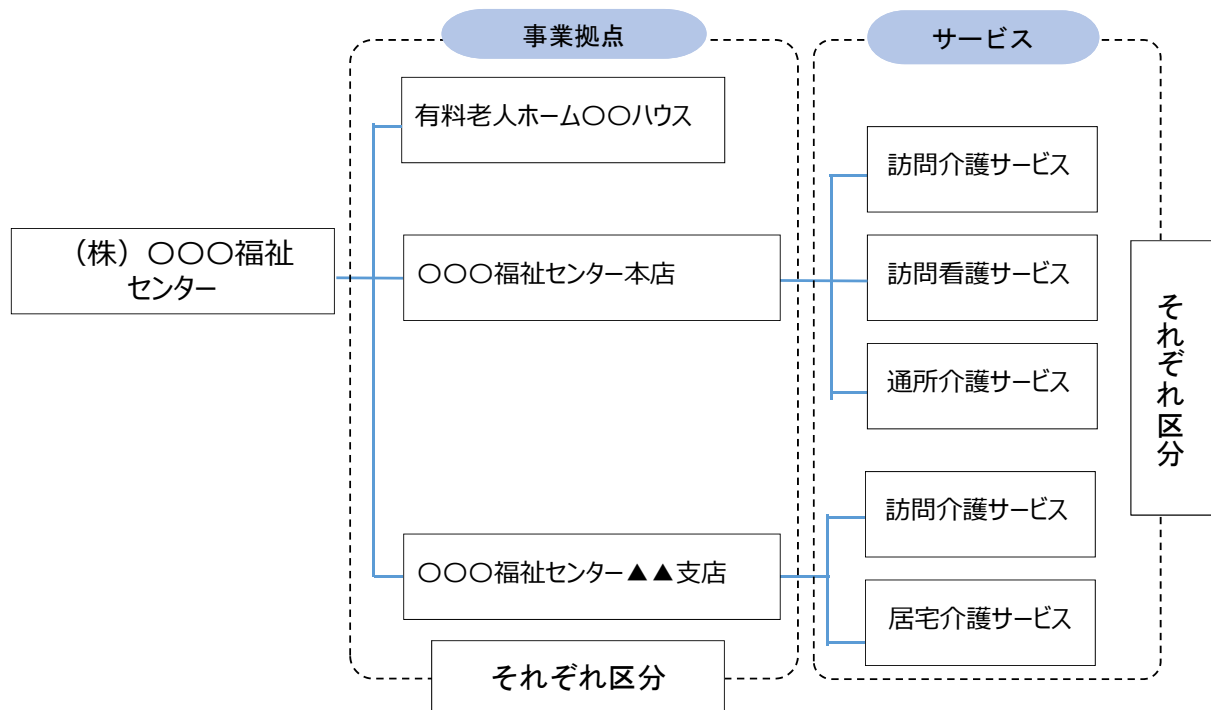 事業拠点
サービス
有料老人ホーム〇〇ハウス
訪問介護サービス
（株）〇〇〇福祉
センター
〇〇〇福祉センター本店
訪問看護サービス
通所介護サービス
それぞれ区分
訪問介護サービス
〇〇〇福祉センター▲▲支店
居宅介護サービス
それぞれ区分